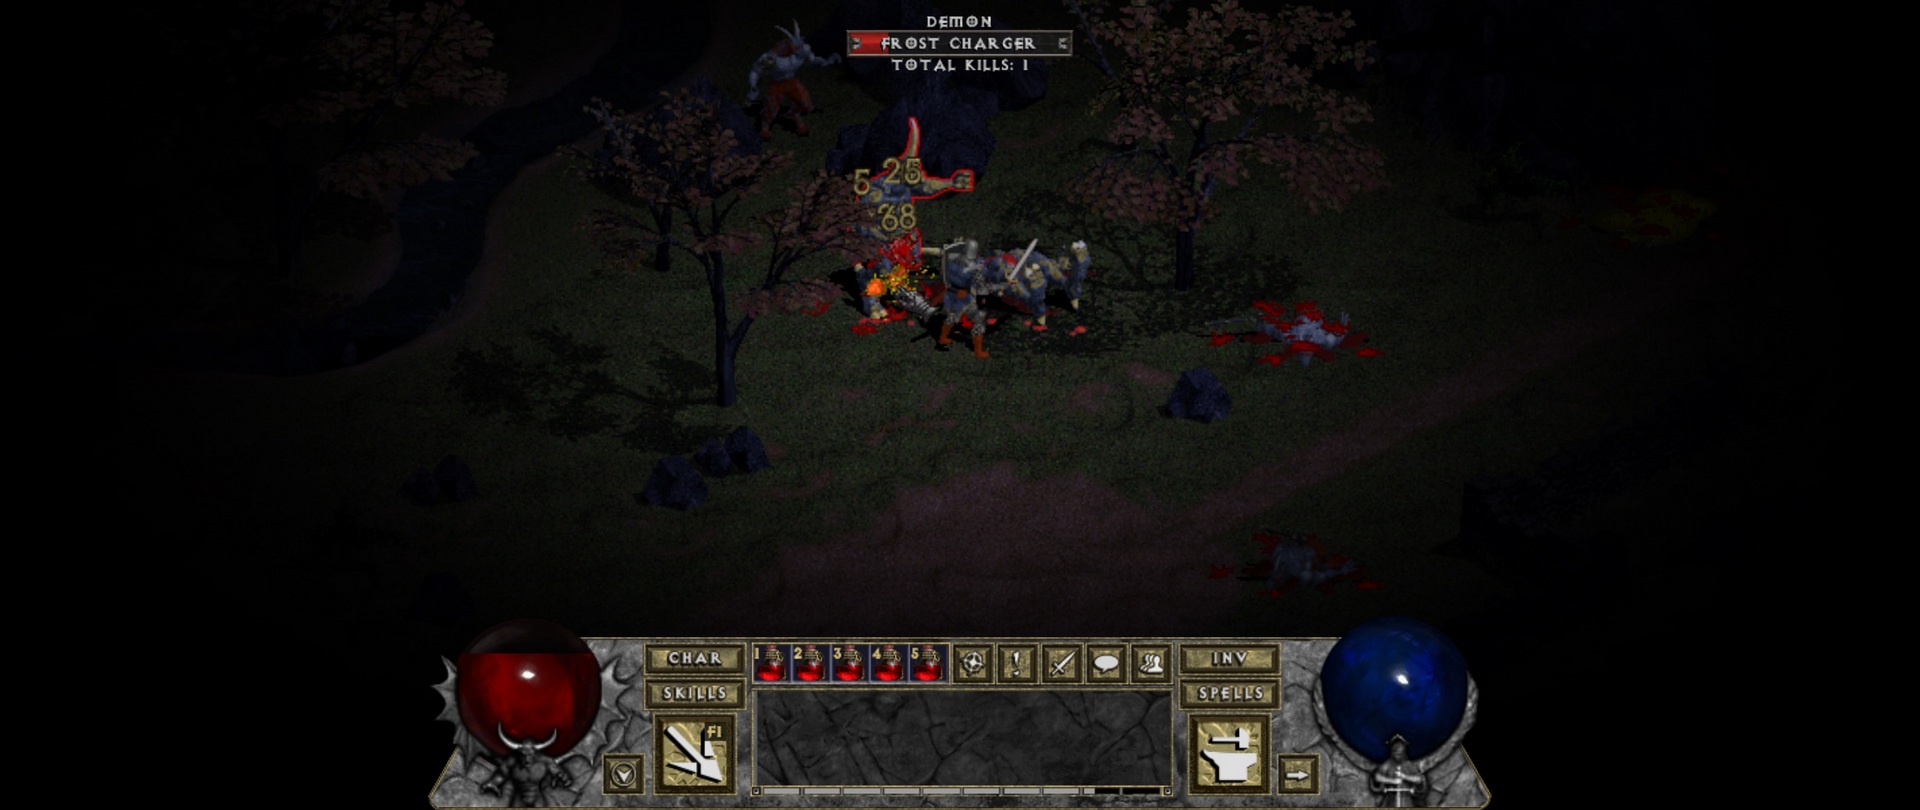 DEMON
FROST CHARGER
TOTAL KILLS: 1
5 25
68
CHAR
1 2 3 4 5
INV
SKILLS
SPELLS
F1